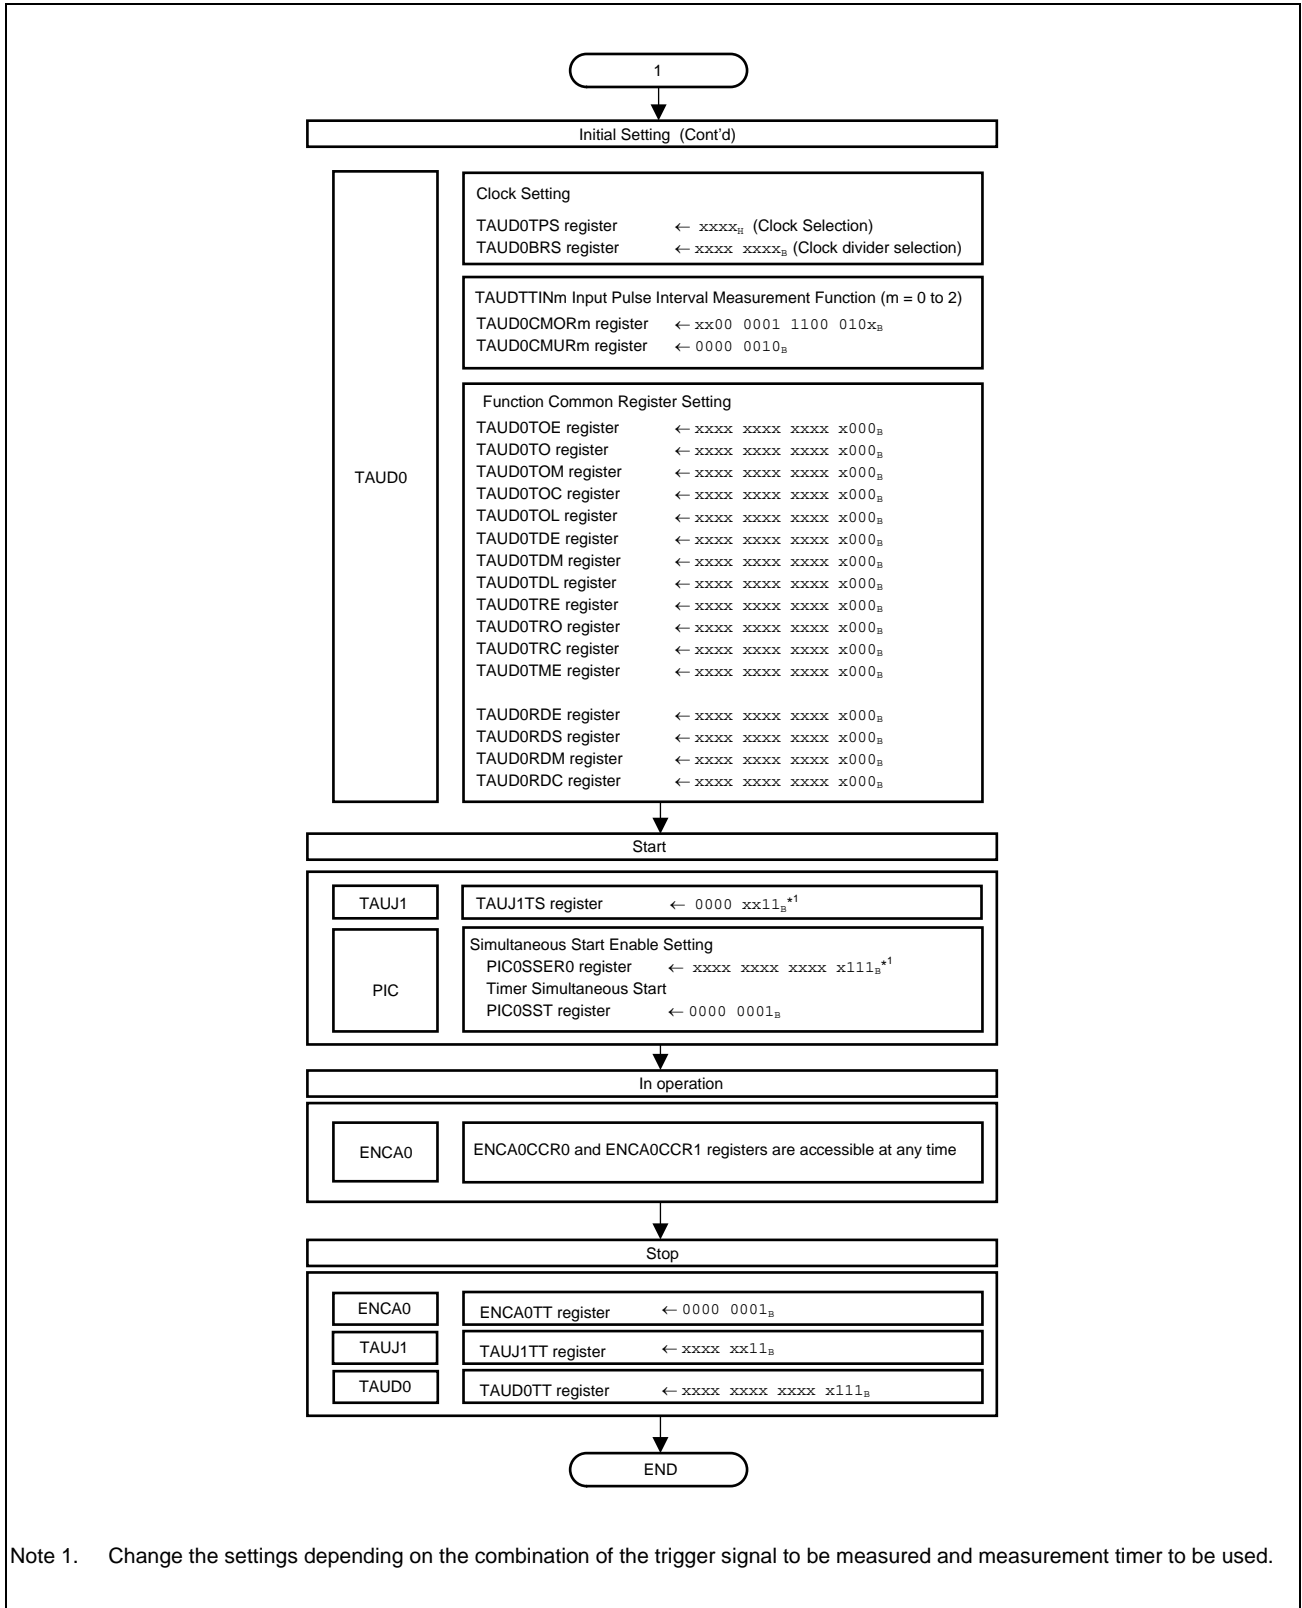 1
Initial Setting (Cont'd)
TAUD0
Clock Setting
TAUD0TPS register ← xxxxH (Clock Selection)
TAUD0BRS register ← xxxx xxxxB (Clock divider selection)
TAUDTTINm Input Pulse Interval Measurement Function (m = 0 to 2)
TAUD0CMORm register ← xx00 0001 1100 010xB
TAUD0CMURm register ← 0000 0010B
Function Common Register Setting
TAUD0TOE register ← xxxx xxxx xxxx x000B
TAUD0TO register ← xxxx xxxx xxxx x000B
TAUD0TOM register ← xxxx xxxx xxxx x000B
TAUD0TOC register ← xxxx xxxx xxxx x000B
TAUD0TOL register ← xxxx xxxx xxxx x000B
TAUD0TDE register ← xxxx xxxx xxxx x000B
TAUD0TDM register ← xxxx xxxx xxxx x000B
TAUD0TDL register ← xxxx xxxx xxxx x000B
TAUD0TRE register ← xxxx xxxx xxxx x000B
TAUD0TRO register ← xxxx xxxx xxxx x000B
TAUD0TRC register ← xxxx xxxx xxxx x000B
TAUD0TME register ← xxxx xxxx xxxx x000B
TAUD0RDE register ← xxxx xxxx xxxx x000B
TAUD0RDS register ← xxxx xxxx xxxx x000B
TAUD0RDM register ← xxxx xxxx xxxx x000B
TAUD0RDC register ← xxxx xxxx xxxx x000B
Start
TAUJ1
TAUJ1TS register ← 0000 xx11B*1
PIC
Simultaneous Start Enable Setting
PIC0SSER0 register ← xxxx xxxx xxxx x111B*1
Timer Simultaneous Start
PIC0SST register ← 0000 0001B
In operation
ENCA0
ENCA0CCR0 and ENCA0CCR1 registers are accessible at any time
Stop
ENCA0
ENCA0TT register ← 0000 0001B
TAUJ1
TAUJ1TT register ← xxxx xx11B
TAUD0
TAUD0TT register ← xxxx xxxx xxxx x111B
END
Note 1. Change the settings depending on the combination of the trigger signal to be measured and measurement timer to be used.